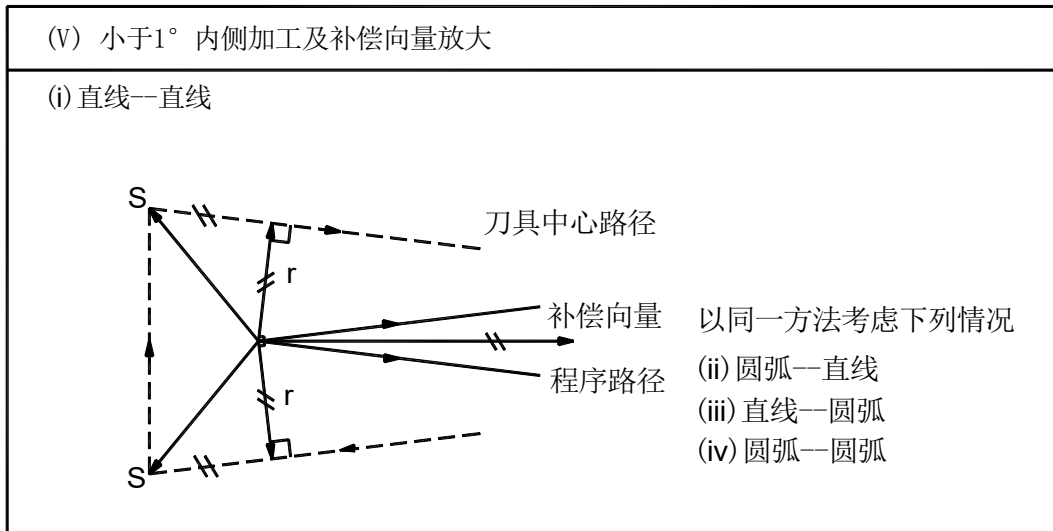 (V) 小于1° 内侧加工及补偿向量放大
(i)直线--直线
S
刀具中心路径
r
补偿向量
以同一方法考虑下列情况
程序路径
(ii)圆弧--直线
r
(iii)直线--圆弧
(iv)圆弧--圆弧
S